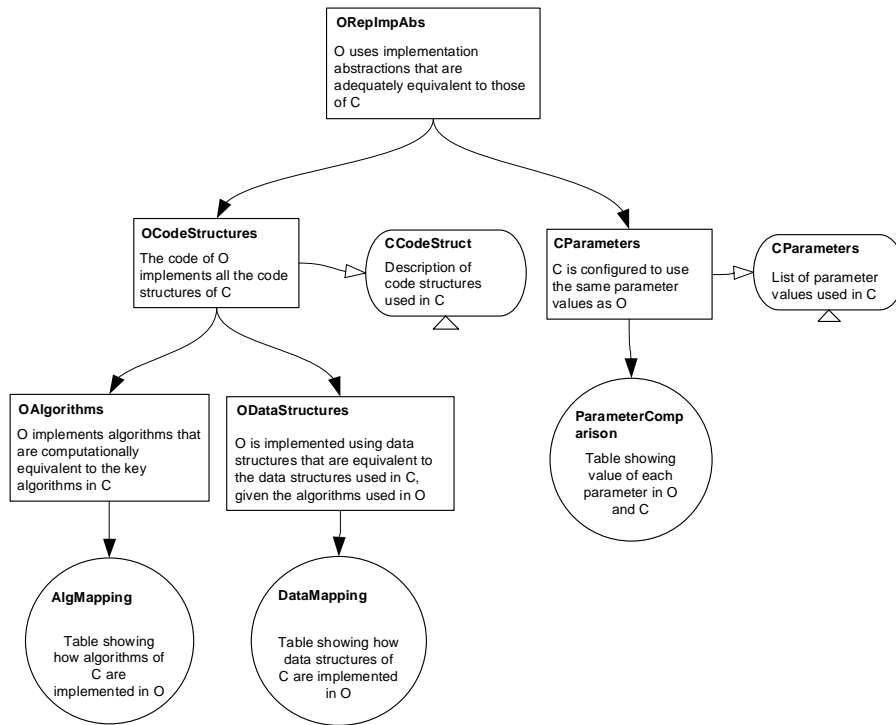 ORepImpAbs
O uses implementation
abstractions that are
adequately equivalent to those
of C
OCodeStructures
The code of O
implements all the code
structures of C
CCodeStruct
Description of
code structures
used in C
CParameters
C is configured to use
the same parameter
values as O
CParameters
List of parameter
values used in C
OAlgorithms
O implements algorithms that
are computationally
equivalent to the key
algorithms in C
ODataStructures
O is implemented using data
structures that are equivalent to
the data structures used in C,
given the algorithms used in O
ParameterComp
arison
Table showing
value of each
parameter in O
and C
AlgMapping
Table showing
how algorithms of
C are
implemented in O
DataMapping
Table showing how
data structures of
C are implemented
in O